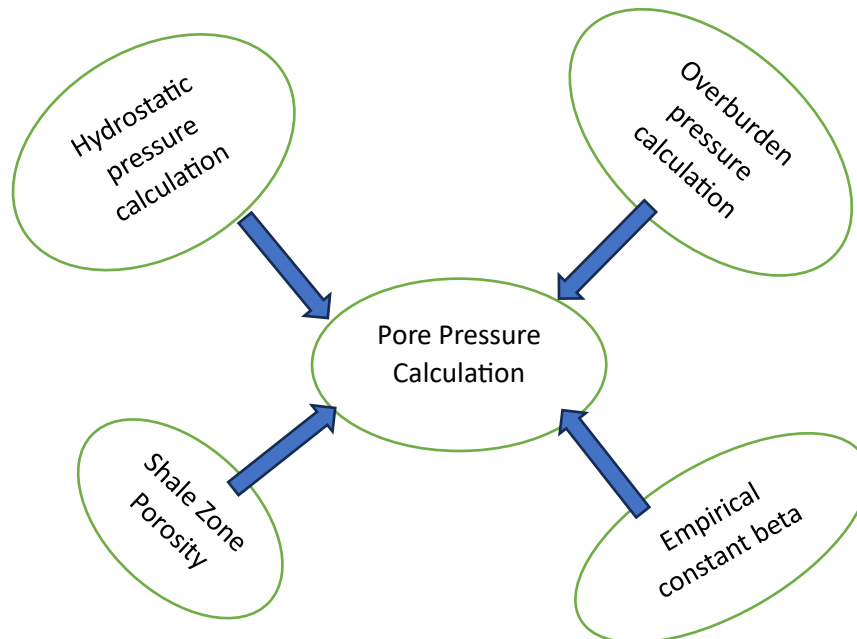 Hydrostatic
pressure
calculation
Overburden
pressure
calculation
Pore Pressure
Calculation
Shale Zone
Porosity
Empirical
constant beta